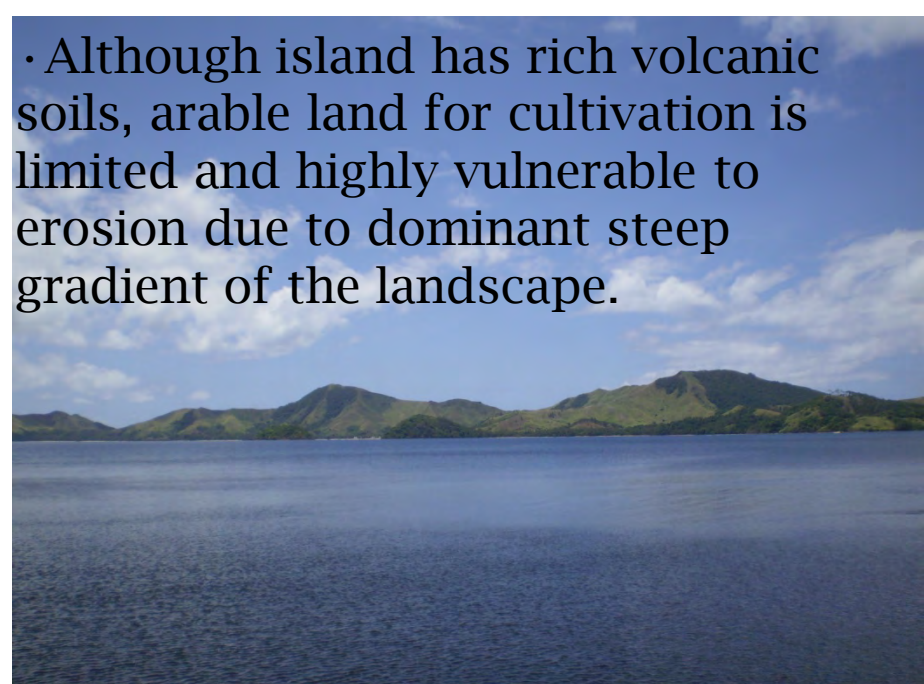 ·Although island has rich volcanic
soils, arable land for cultivation is
limited and highly vulnerable to
erosion due to dominant steep
gradient of the landscape.